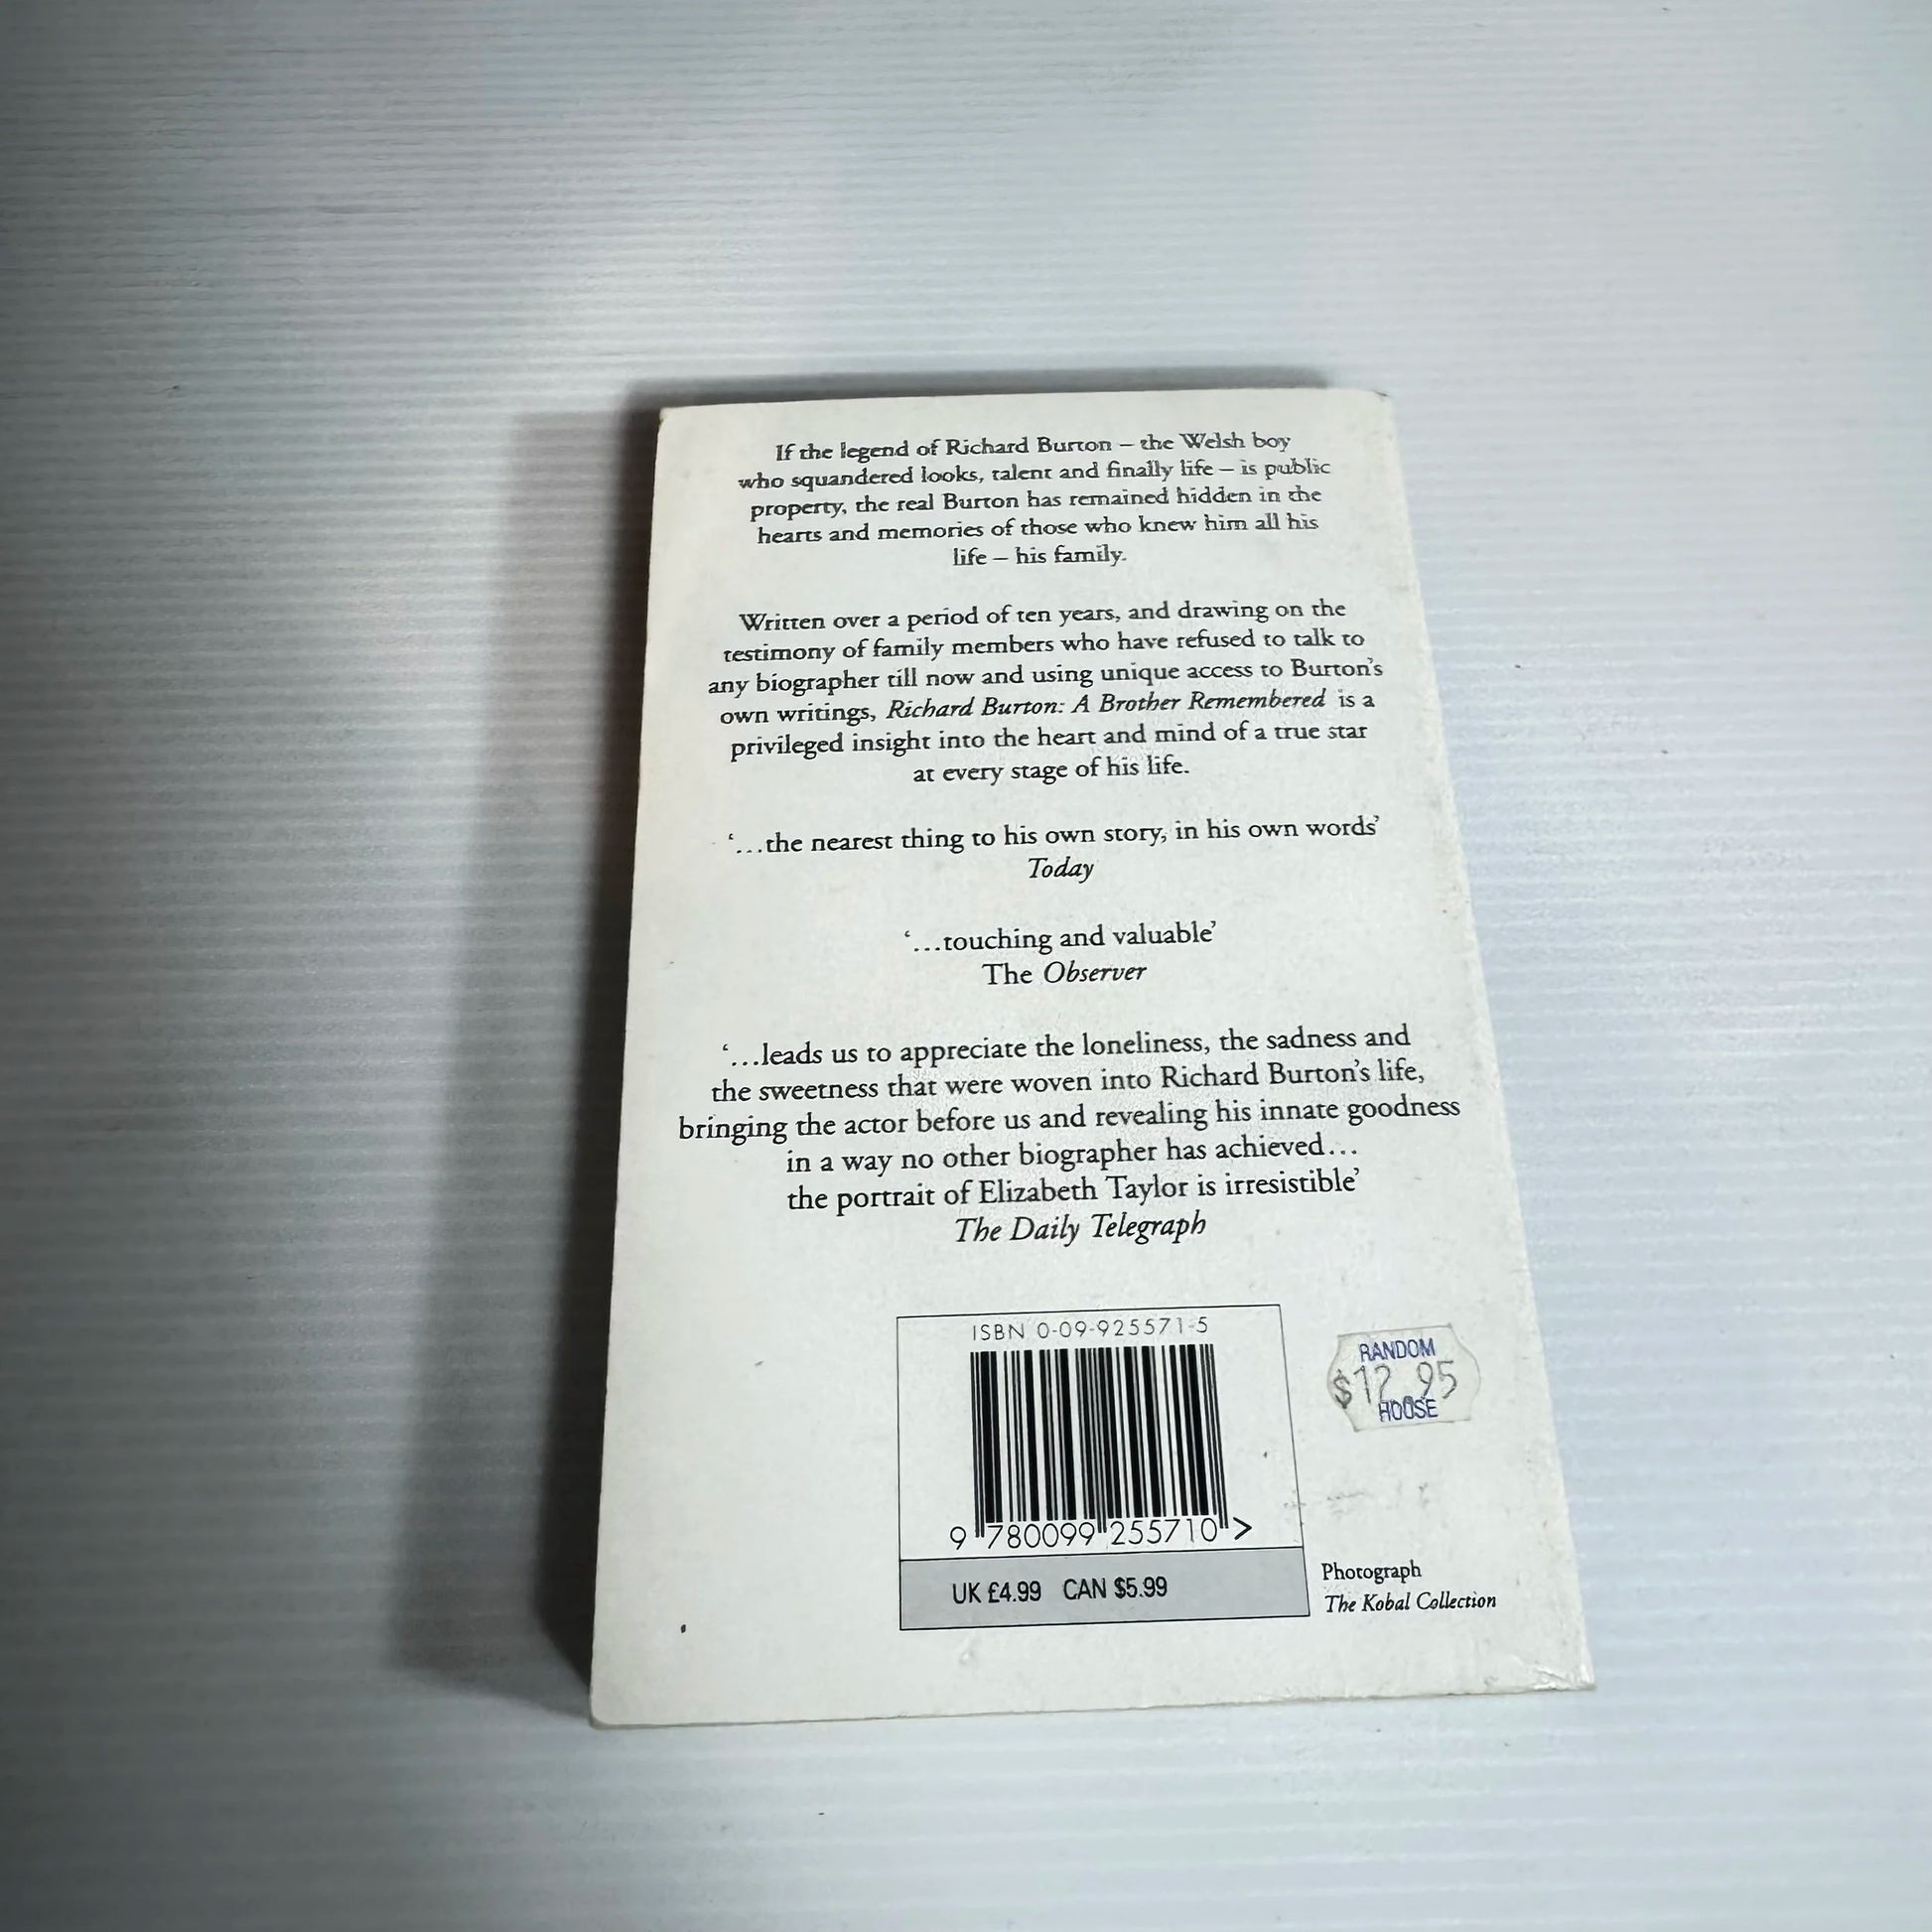 If the legend of Richard Burton – the Welsh boy
who squandered looks, talent and finally life – is public
property, the real Burton has remained hidden in the
hearts and memories of those who knew him all his
life – his family.
Written over a period of ten years, and drawing on the
testimony of family members who have refused to talk to
any biographer till now and using unique access to Burton's
own writings, Richard Burton: A Brother Remembered is a
privileged insight into the heart and mind of a true star
at every stage of his life.
‘...the nearest thing to his own story, in his own words’
Today
‘...touching and valuable’
The Observer
‘...leads us to appreciate the loneliness, the sadness and
the sweetness that were woven into Richard Burton's life,
bringing the actor before us and revealing his innate goodness
in a way no other biographer has achieved...
the portrait of Elizabeth Taylor is irresistible’
The Daily Telegraph
ISBN 0-09-925571-5
9 780099 255710 >
UK £4.99 CAN $5.99
RANDOM
$12.95
HOUSE
Photograph
The Kobal Collection